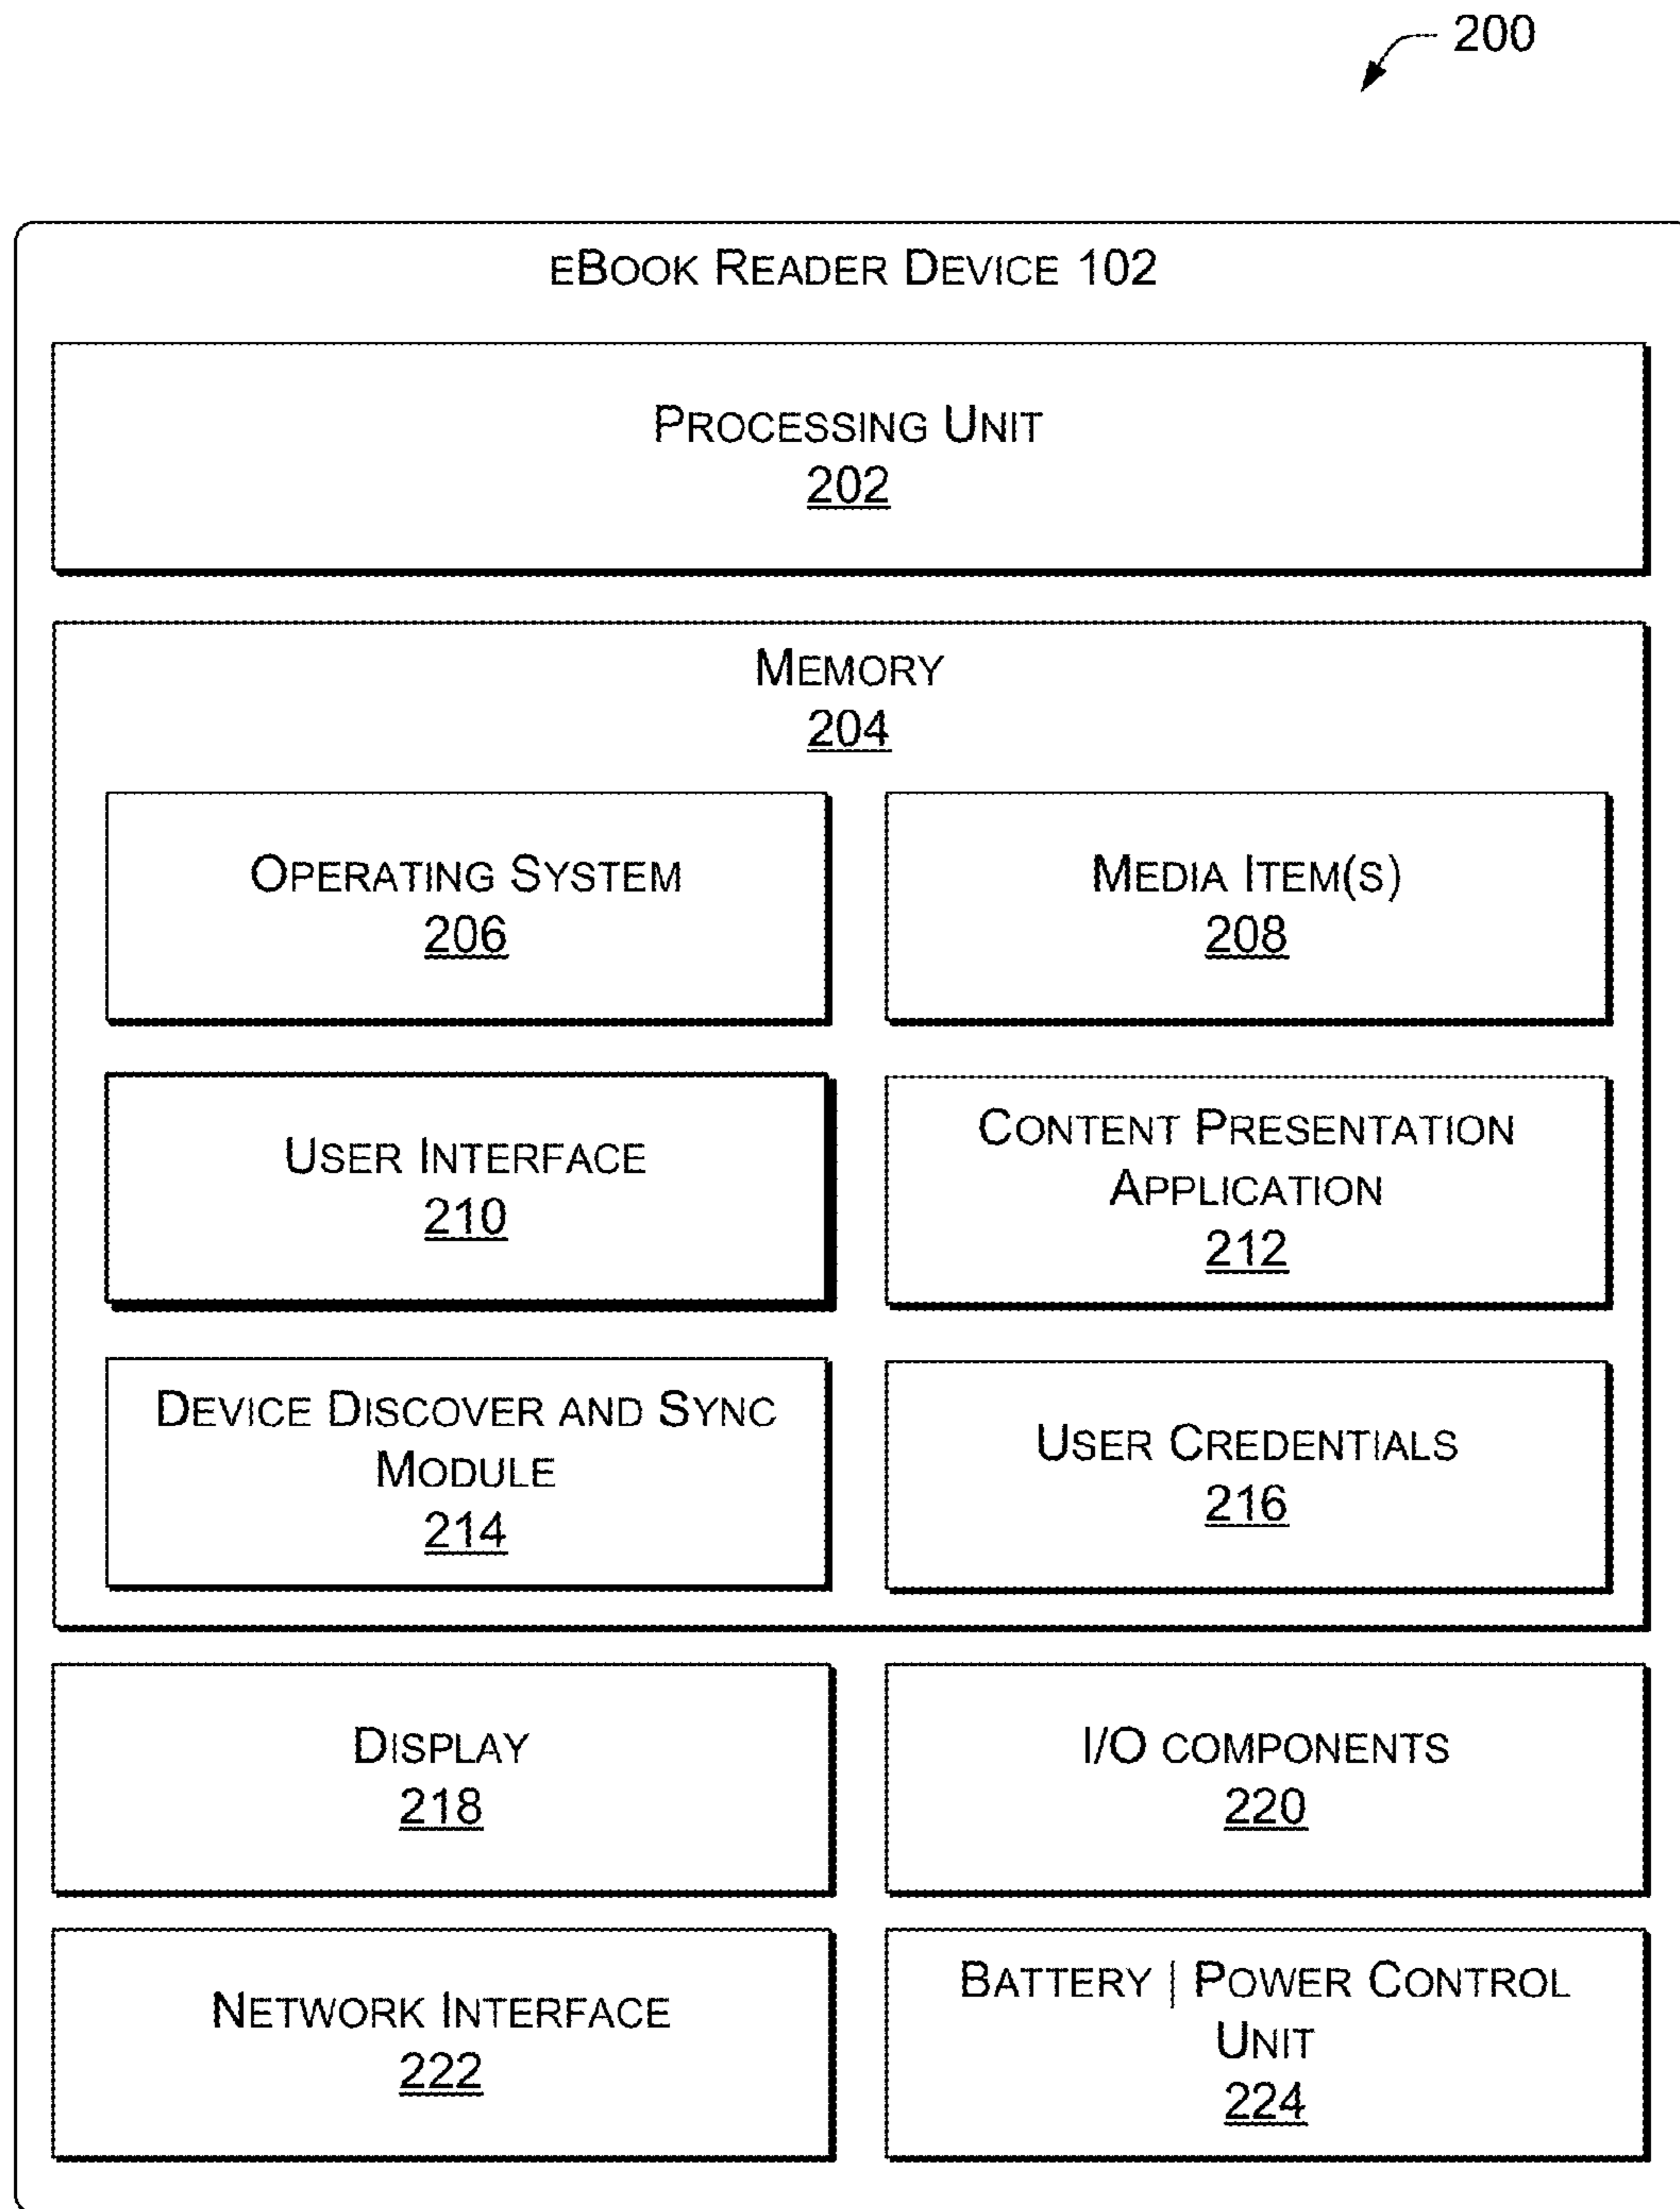 200
eBook Reader Device 102
Processing Unit
202
Memory
204
Operating System
206
Media Item(s)
208
User Interface
210
Content Presentation
Application
212
Device Discover and Sync
Module
214
User Credentials
216
Display
218
I/O components
220
Network Interface
222
Battery | Power Control
Unit
224